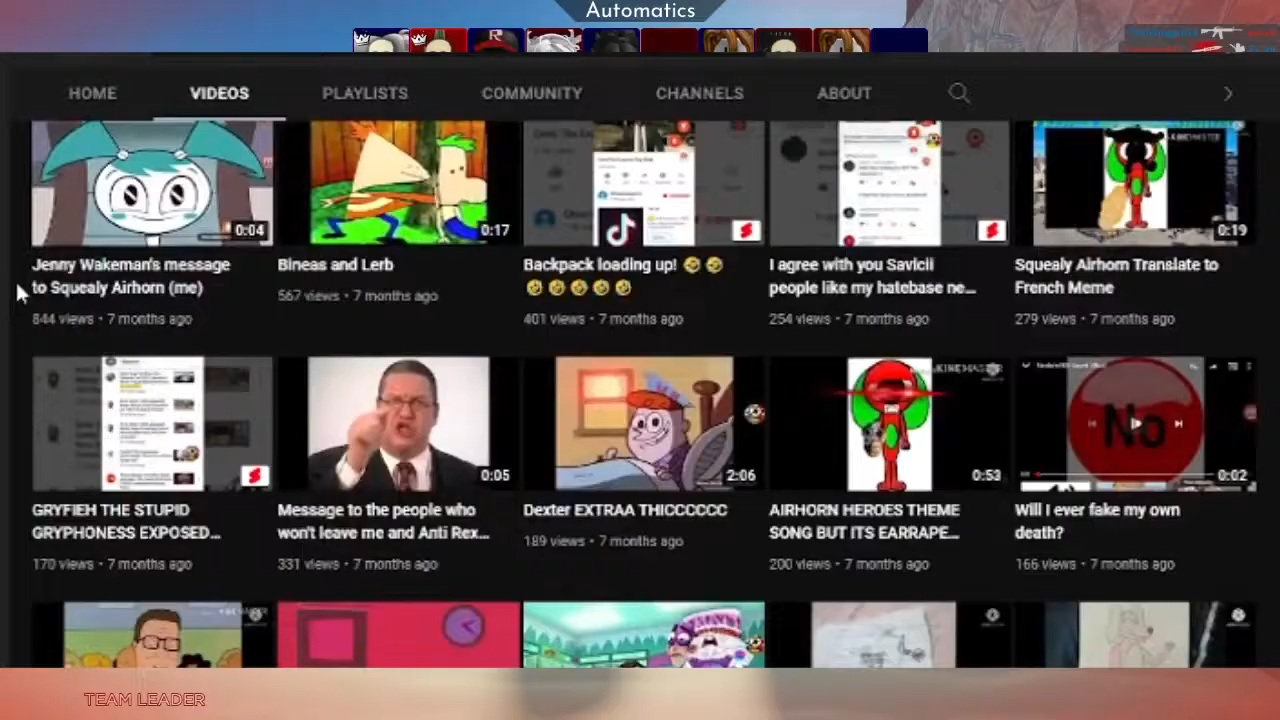 Automatics
HOME VIDEOS PLAYLISTS COMMUNITY CHANNELS ABOUT
0:04
0:17
0:19
Jenny Wakeman's message
to Squealy Airhorn (me)
844 views • 7 months ago
Bineas and Lerb
567 views • 7 months ago
Backpack loading up! 🤣 🤣
🤣 🤣 🤣 🤣 🤣
401 views • 7 months ago
I agree with you Savicii
people like my hatebase ne...
254 views • 7 months ago
Squealy Airhorn Translate to
French Meme
279 views • 7 months ago
No
0:05
2:06
0:53
0:02
GRYFIEH THE STUPID
GRYPHONESS EXPOSED...
170 views • 7 months ago
Message to the people who
won't leave me and Anti Rex...
331 views • 7 months ago
Dexter EXTRAA THICCCCCC
189 views • 7 months ago
AIRHORN HEROES THEME
SONG BUT ITS EARRAPE...
200 views • 7 months ago
Will I ever fake my own
death?
166 views • 7 months ago
TEAM LEADER